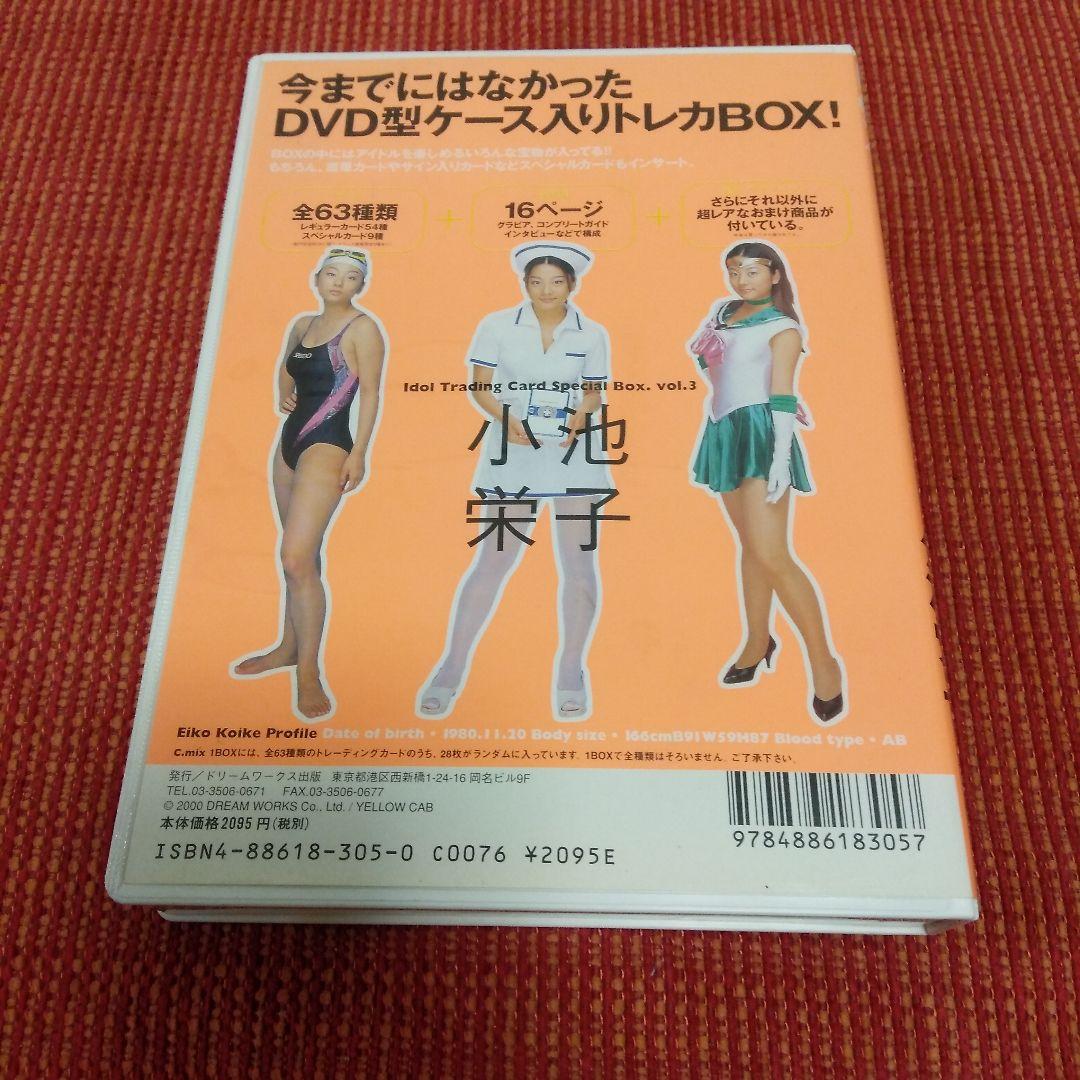 今までにはなかった
DVD型ケース入りトレカBOX!
BOXの中にはアイドルを楽しめるいろんな宝物が入ってる!!
もちろん、直筆カードやサイン入りカードなどスペシャルカードもインサート。
全63種類
レギュラーカード54種
スペシャルカード9種
16ページ
グラビア、コンプリートガイド
インタビューなどで構成
さらにそれ以外に
超レアなおまけ商品が
付いている。
+
+
SPEEDO
Idol Trading Card Special Box. vol.3
小池
栄子
Eiko Koike Profile Date of birth・1980.11.20 Body size・166cmB91W59H87 Blood type・AB
C.mix 1BOXには、全63種類のトレーディングカードのうち、28枚がランダムに入っています。1BOXで全種類はそろいません。ご了承下さい。
発行/ドリームワークス出版 東京都港区西新橋1-24-16 岡名ビル9F
TEL.03-3506-0671 FAX.03-3506-0677
© 2000 DREAM WORKS Co., Ltd. / YELLOW CAB
本体価格2095円(税別)
ISBN4-88618-305-0 C0076 ¥2095E
9784886183057